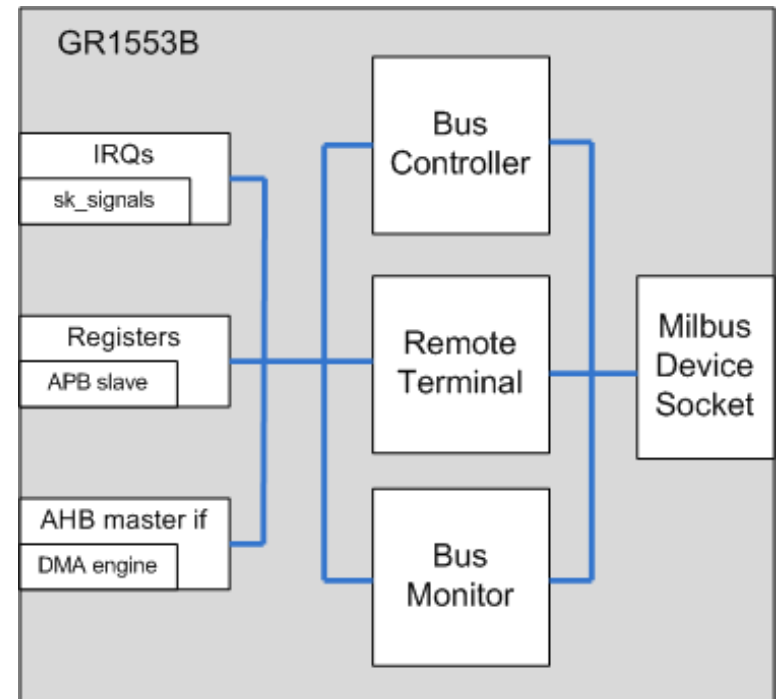 GR1553B
IRQs
sk_signals
Registers
APB slave
AHB master if
DMA engine
Bus
Controller
Remote
Terminal
Bus
Monitor
Milbus
Device
Socket